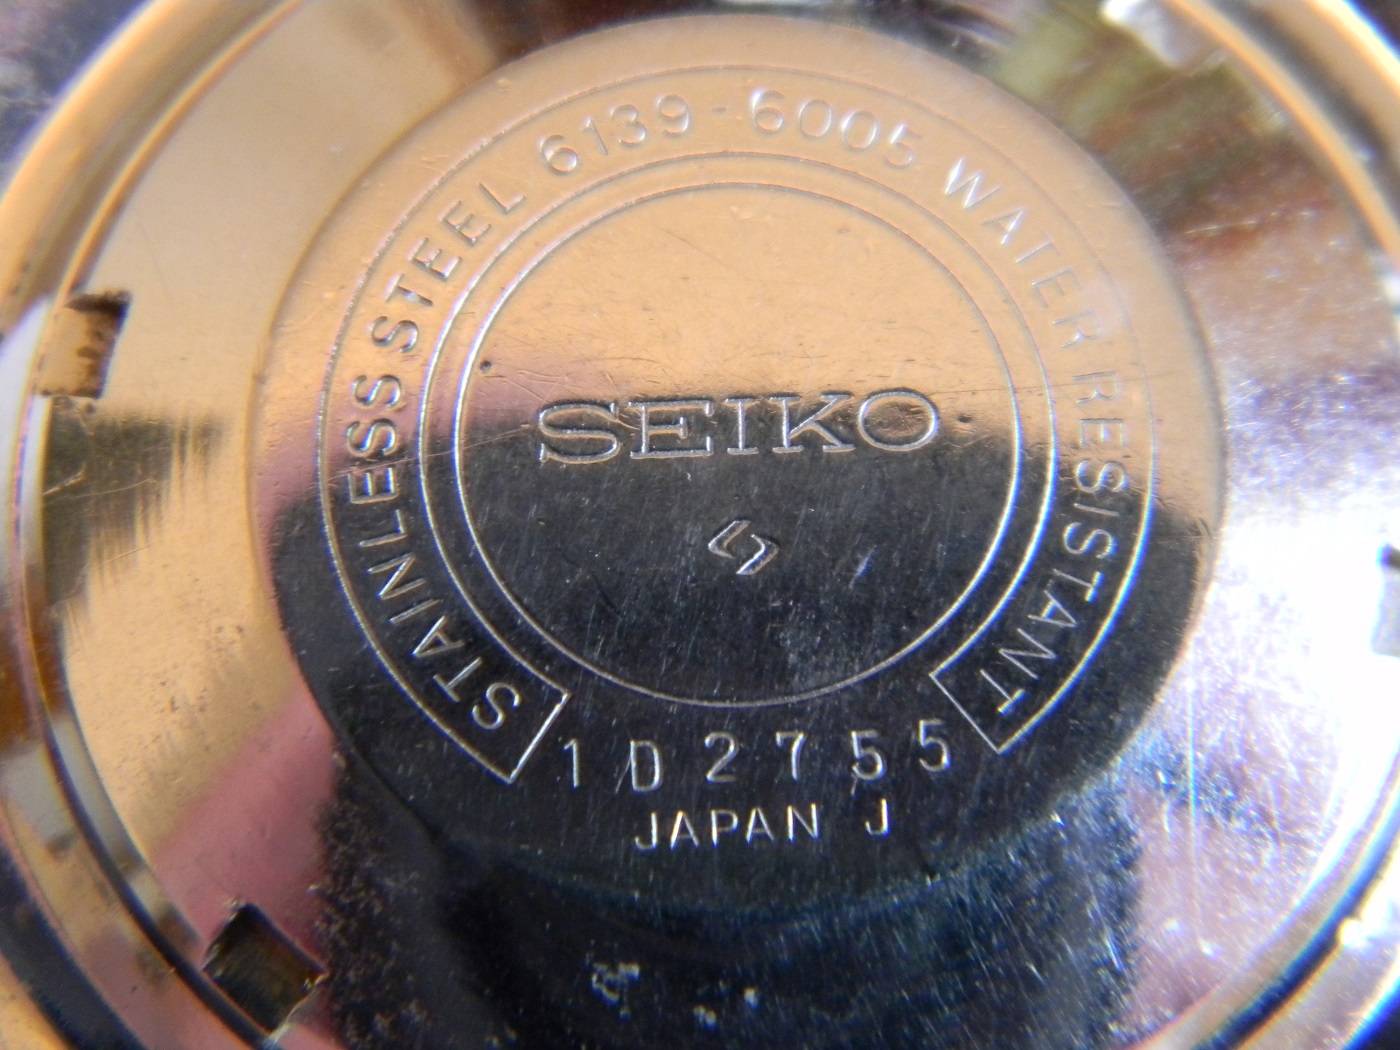 STAINLESS STEEL 6139-6005 WATER RESISTANT
SEIKO
1D2755
JAPAN J